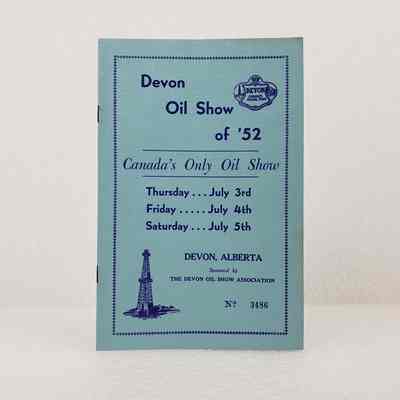 Devon
Oil Show
of '52
DEVON
Canada's Only Oil Show
Thursday...July 3rd
Friday.....July 4th
Saturday...July 5th
DEVON, ALBERTA
Sponsored by
THE DEVON OIL SHOW ASSOCIATION
Nº 3486